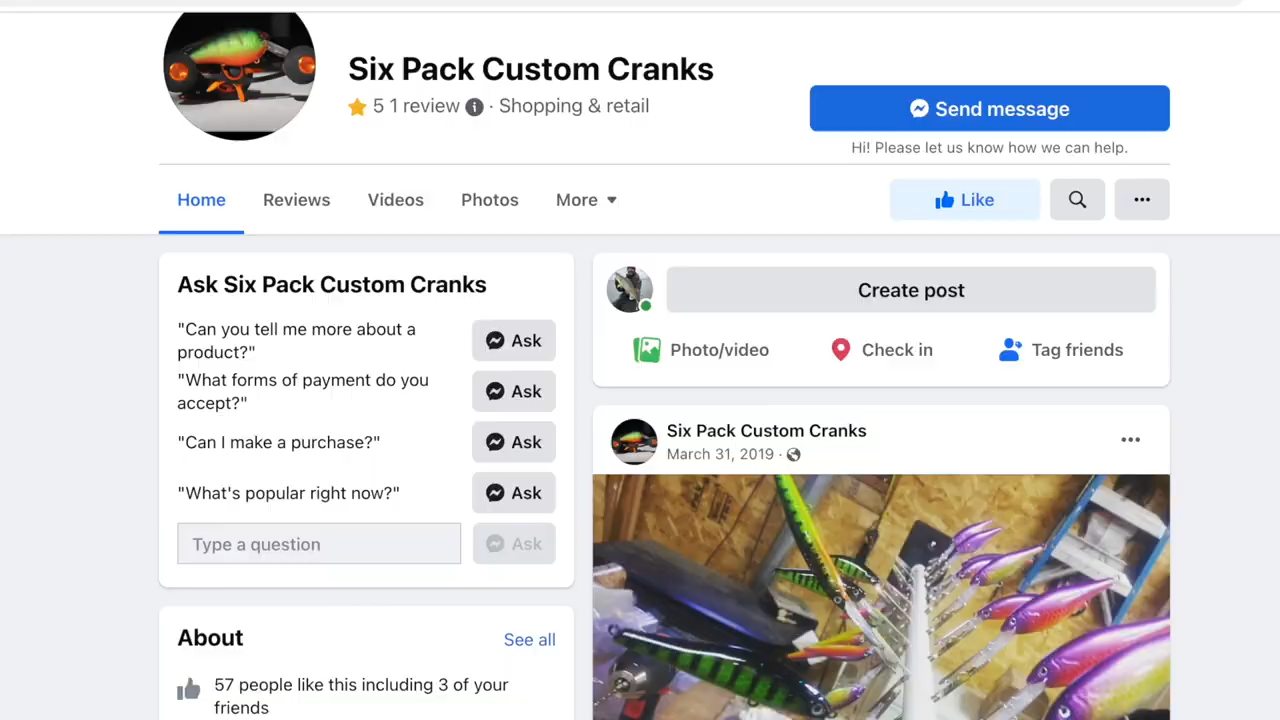 Six Pack Custom Cranks
5 1 review · Shopping & retail
Send message
Hi! Please let us know how we can help.
Home Reviews Videos Photos More
Like
Ask Six Pack Custom Cranks
"Can you tell me more about a
product?"
Ask
"What forms of payment do you
accept?"
Ask
"Can I make a purchase?"
Ask
"What's popular right now?"
Ask
Type a question
Ask
About
See all
57 people like this including 3 of your
friends
Create post
Photo/video
Check in
Tag friends
Six Pack Custom Cranks
March 31, 2019 ·